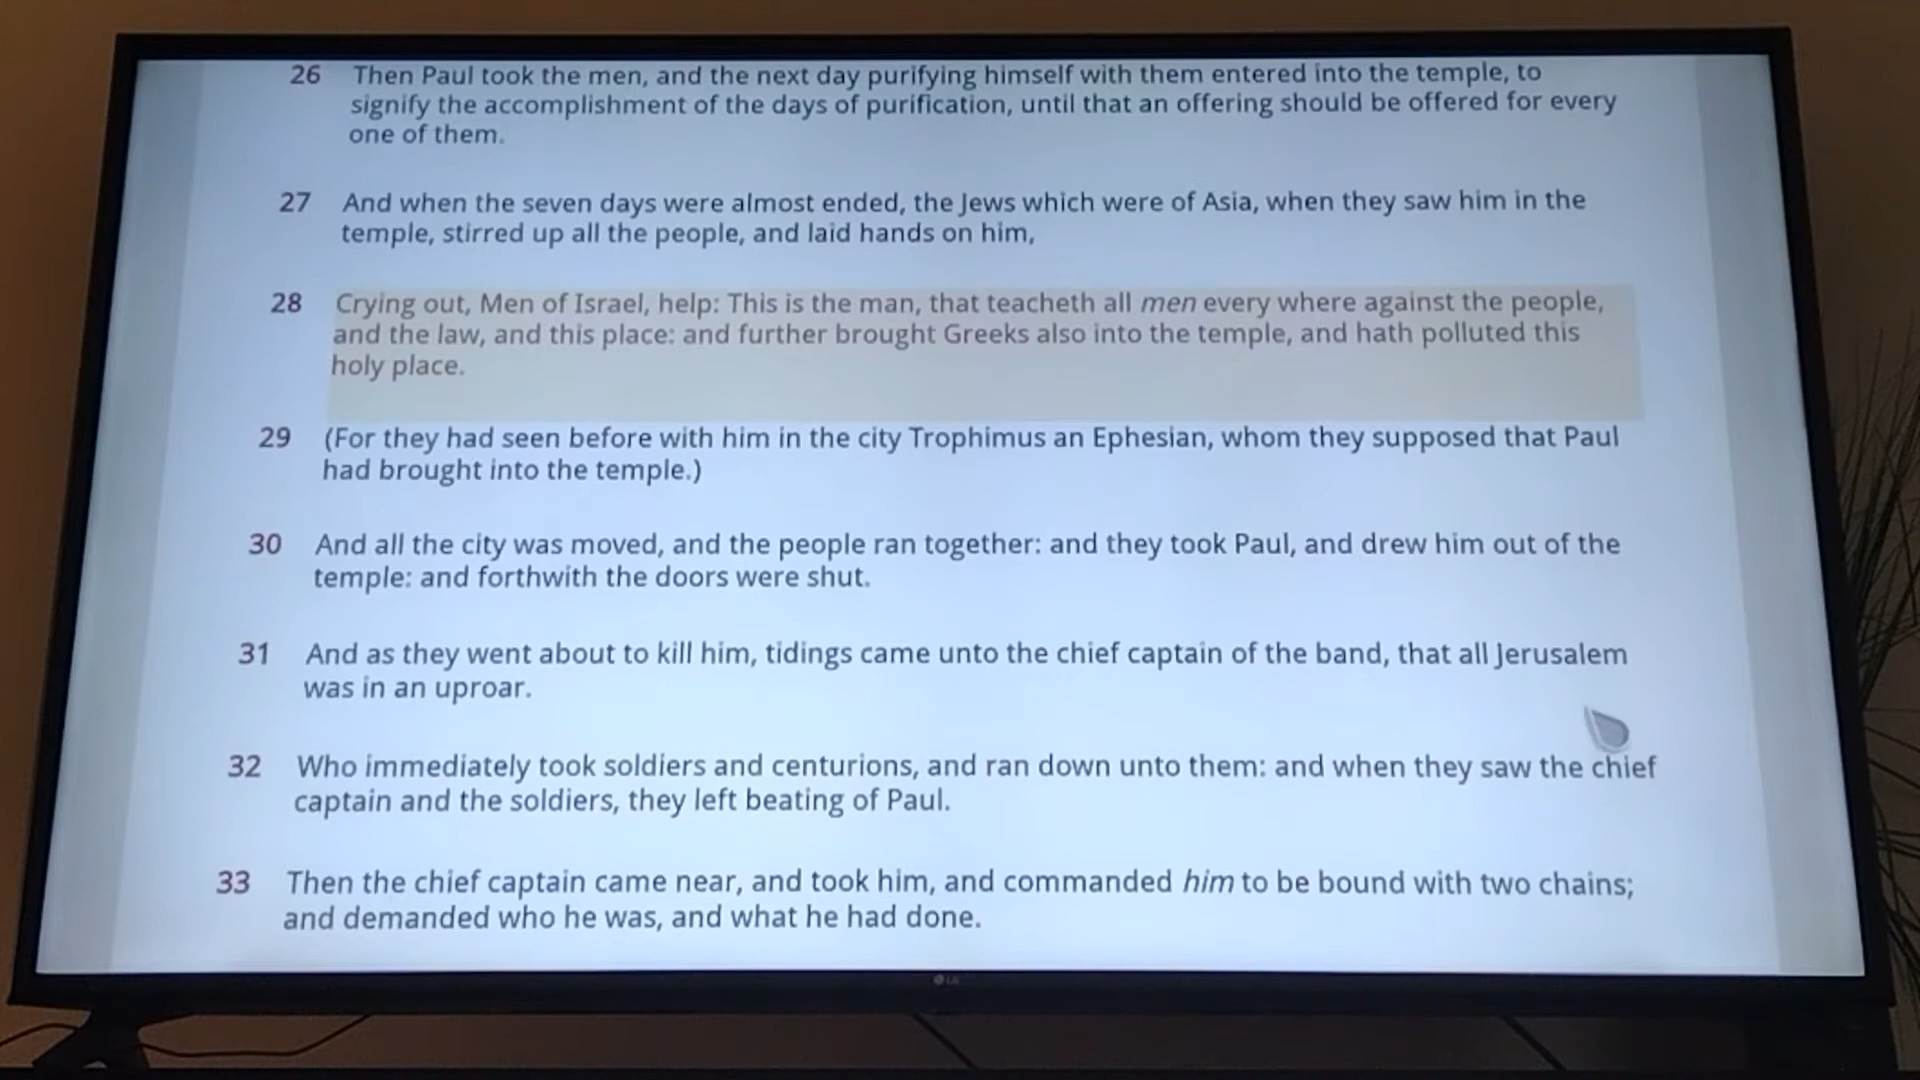 26 Then Paul took the men, and the next day purifying himself with them entered into the temple, to
signify the accomplishment of the days of purification, until that an offering should be offered for every
one of them.
27 And when the seven days were almost ended, the Jews which were of Asia, when they saw him in the
temple, stirred up all the people, and laid hands on him,
28 Crying out, Men of Israel, help: This is the man, that teacheth all men every where against the people,
and the law, and this place: and further brought Greeks also into the temple, and hath polluted this
holy place.
29 (For they had seen before with him in the city Trophimus an Ephesian, whom they supposed that Paul
had brought into the temple.)
30 And all the city was moved, and the people ran together: and they took Paul, and drew him out of the
temple: and forthwith the doors were shut.
31 And as they went about to kill him, tidings came unto the chief captain of the band, that all Jerusalem
was in an uproar.
32 Who immediately took soldiers and centurions, and ran down unto them: and when they saw the chief
captain and the soldiers, they left beating of Paul.
33 Then the chief captain came near, and took him, and commanded him to be bound with two chains;
and demanded who he was, and what he had done.
LG